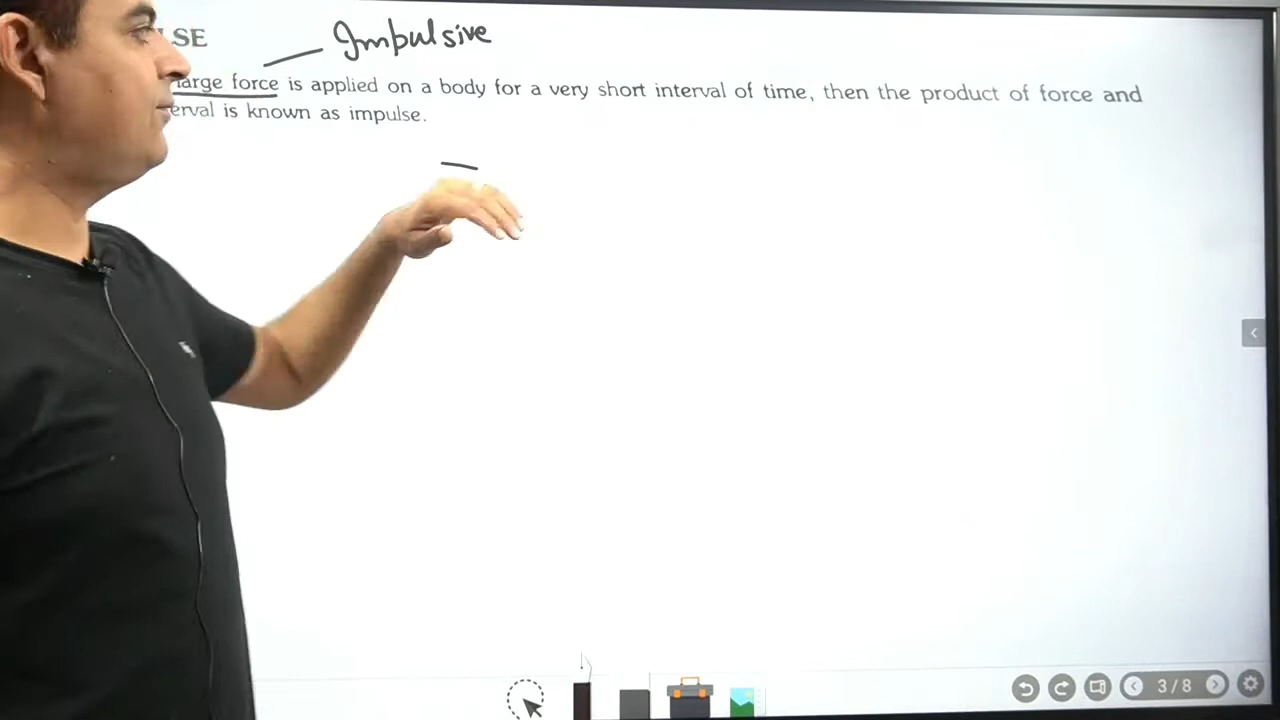 SE
Impulsive
large force is applied on a body for a very short interval of time, then the product of force and
erval is known as impulse.
3/8